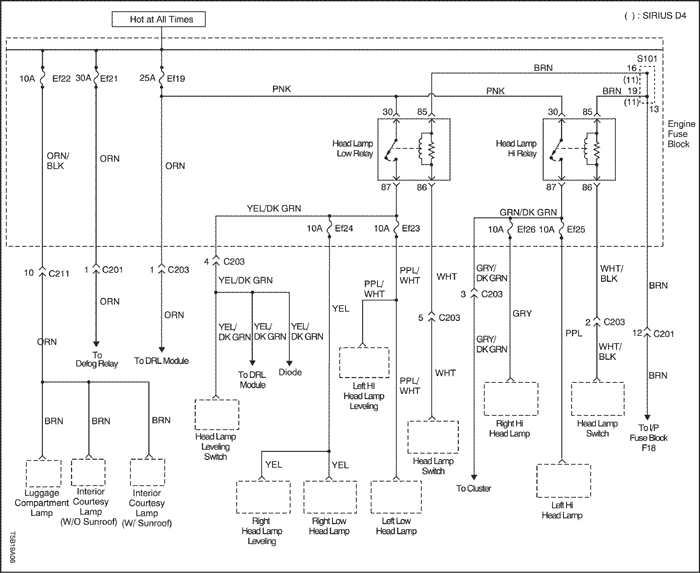 Hot at All Times
( ) : SIRIUS D4
S101
BRN
16
(11)
10A Ef22
30A Ef21
25A Ef19
PNK
PNK
BRN
19
(11)
13
30
85
30
85
Engine
Fuse
Block
Head Lamp
Low Relay
Head Lamp
Hi Relay
ORN/
BLK
ORN
ORN
87
86
87
86
YEL/DK GRN
GRN/DK GRN
10A Ef24
10A Ef23
10A Ef26
10A Ef25
10 C211
1 C201
1 C203
4 C203
YEL/DK GRN
PPL/
WHT
WHT
GRY/
DK GRN
WHT/
BLK
BRN
3 C203
ORN
ORN
YEL
PPL/
WHT
GRY
PPL
5 C203
2 C203
12 C201
YEL/
DK GRN
YEL/
DK GRN
YEL/
DK GRN
ORN
GRY/
DK GRN
WHT/
BLK
To
Defog Relay
To DRL Module
To DRL
Module
Diode
Left HI
Head Lamp
Leveling
PPL/
WHT
WHT
BRN
BRN
BRN
BRN
Head Lamp
Leveling
Switch
Right Hi
Head Lamp
Head Lamp
Switch
To I/P
Fuse Block
F18
Head Lamp
Switch
YEL
YEL
To Cluster
Luggage
Compartment
Lamp
Interior
Courtesy
Lamp
(W/O Sunroof)
Interior
Courtesy
Lamp
(W/ Sunroof)
Right
Head Lamp
Leveling
Right Low
Head Lamp
Left Low
Head Lamp
Left Hi
Head Lamp
T5B19A06